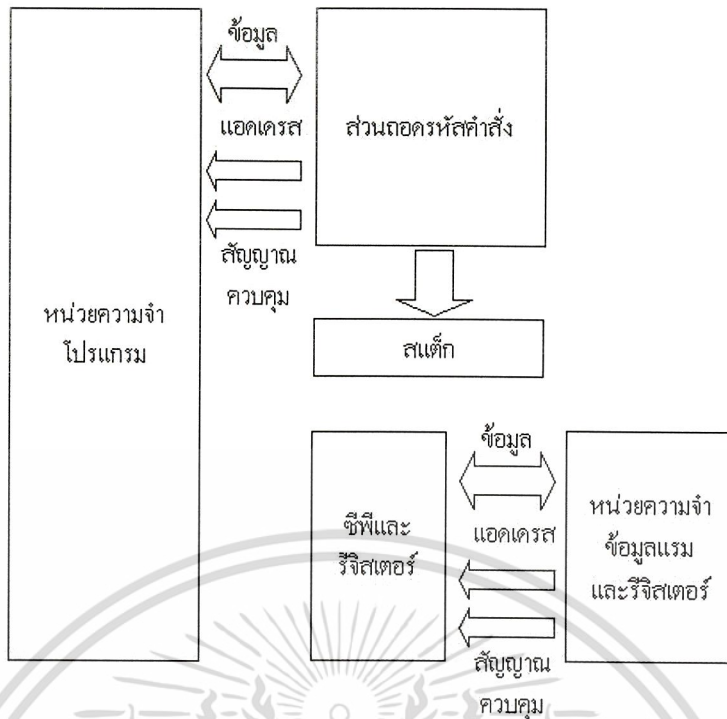 ข้อมูล
แอดเดรส
สัญญาณ
ควบคุม
ส่วนถอดรหัสคำสั่ง
หน่วยความจำ
โปรแกรม
สแต็ก
ซีพีและ
รีจิสเตอร์
ข้อมูล
แอดเดรส
สัญญาณ
ควบคุม
หน่วยความจำ
ข้อมูลแรม
และรีจิสเตอร์